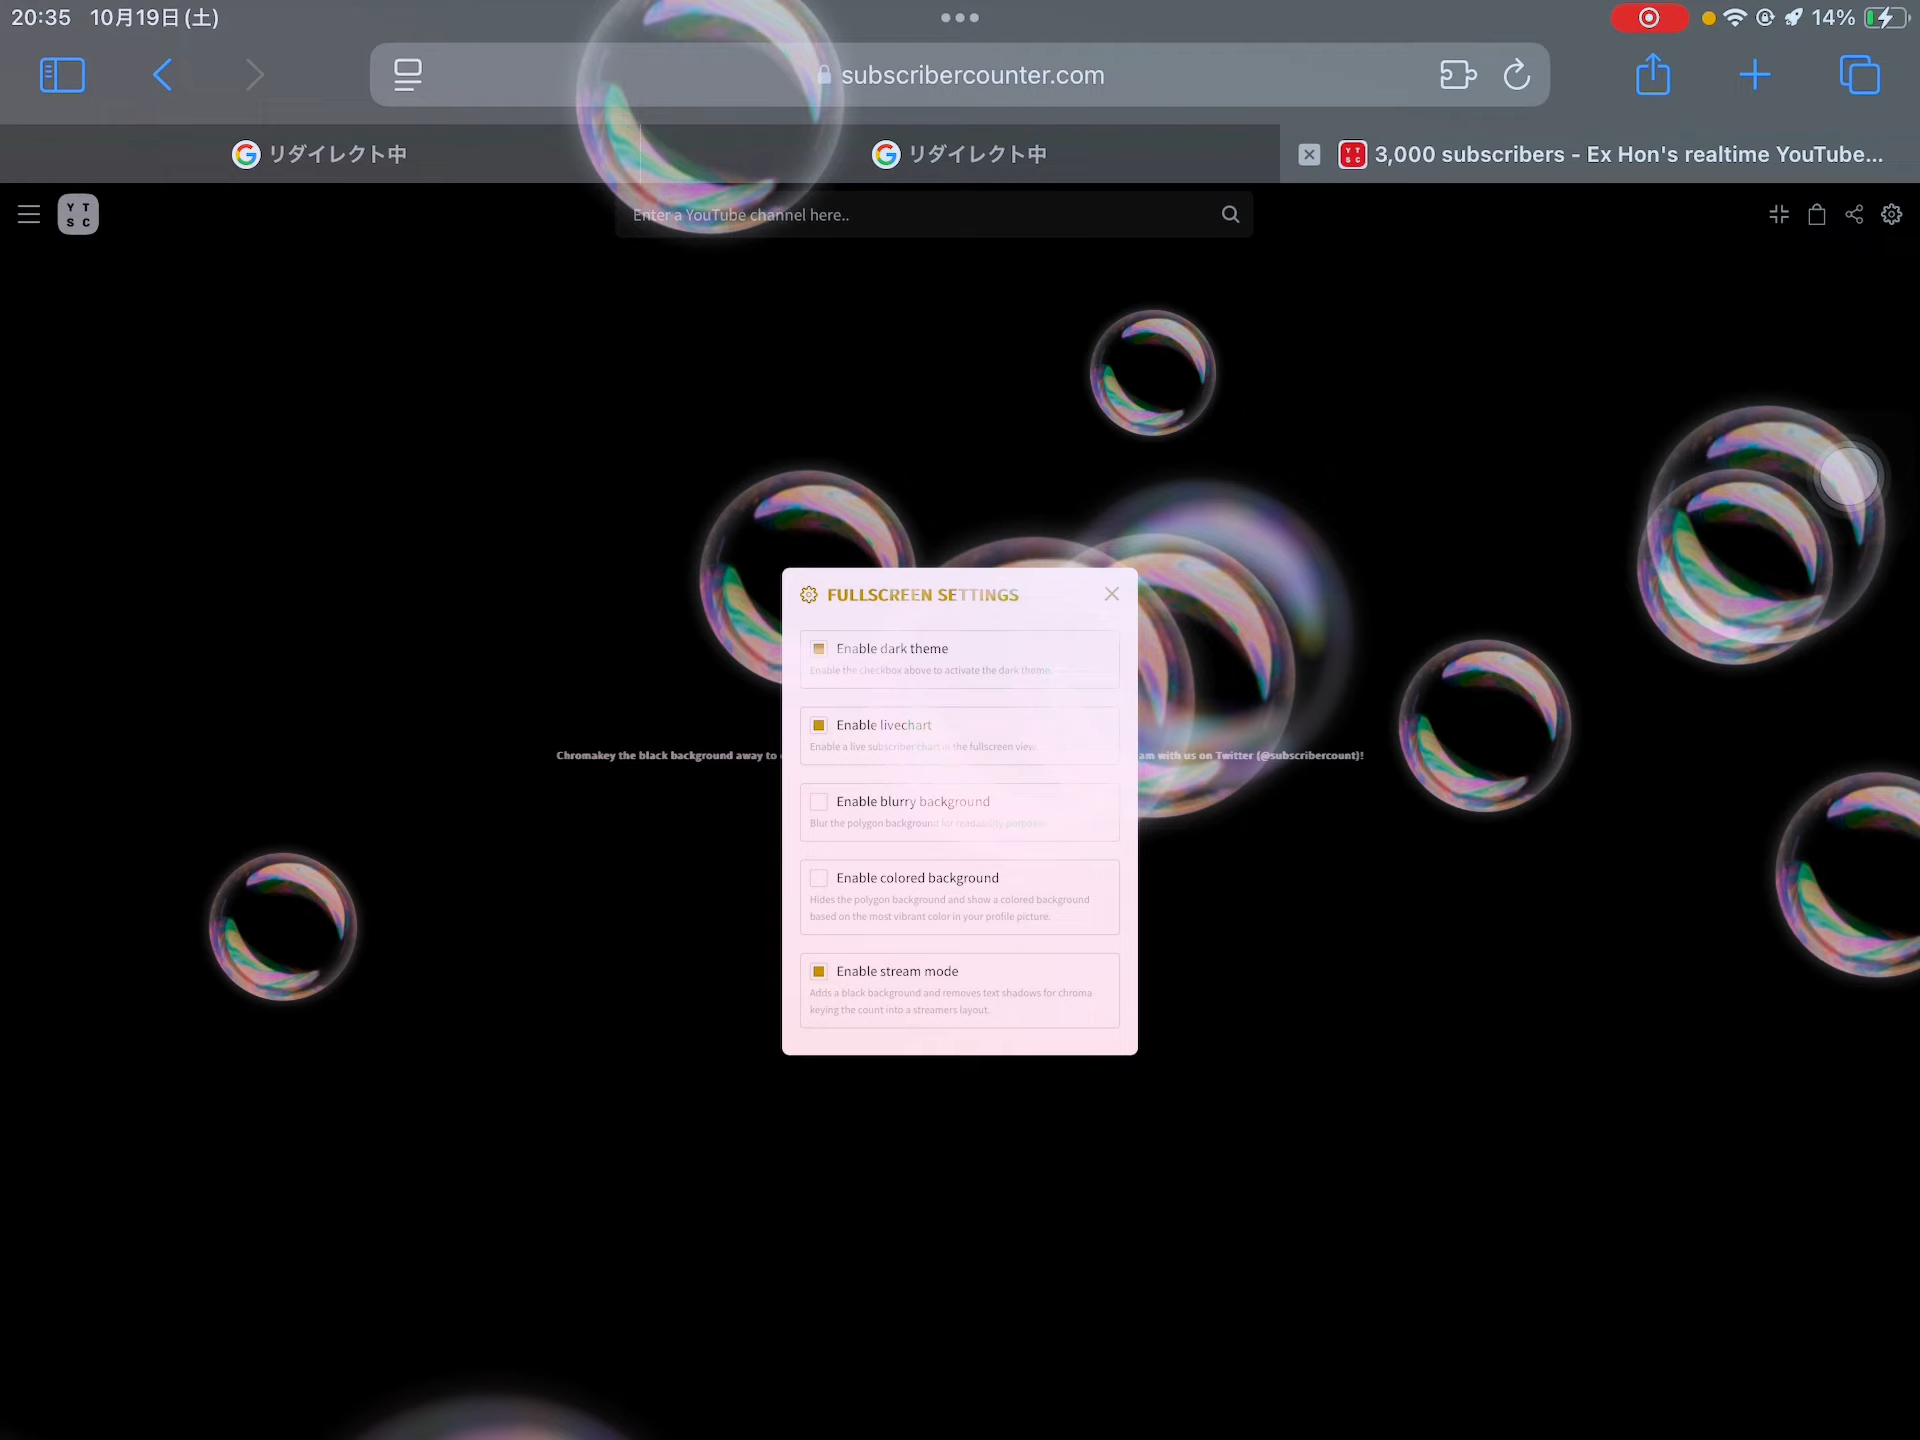 20:35 10月19日(土)
14%
subscribercounter.com
リダイレクト中
リダイレクト中
3,000 subscribers - Ex Hon's realtime YouTube...
Y T
S C
Enter a YouTube channel here..
FULLSCREEN SETTINGS
Enable dark theme
Enable the checkbox above to activate the dark theme.
Enable livechart
Enable a live subscriber chart in the fullscreen view.
Chromakey the black background away to
am with us on Twitter (@subscribercount)!
Enable blurry background
Blur the polygon background for readability purposes.
Enable colored background
Hides the polygon background and show a colored background
based on the most vibrant color in your profile picture.
Enable stream mode
Adds a black background and removes text shadows for chroma
keying the count into a streamers layout.